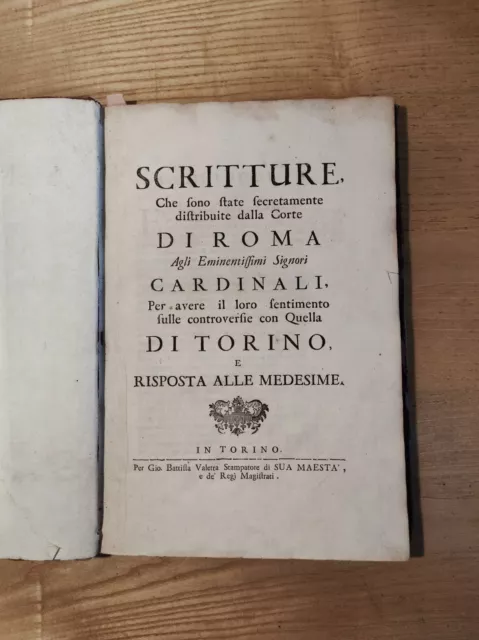 SCRITTURE,
Che ſono ſtate ſecretamente
diſtribuite dalla Corte
DI ROMA
Agli Eminentiſſimi Signori
CARDINALI,
Per avere il loro ſentimento
ſulle controverſie con Quella
DI TORINO,
E
RISPOSTA ALLE MEDESIME.
IN TORINO.
Per Gio. Battiſta Valetta Stampatore di SUA MAESTA',
e de' Regj Magiſtrati.